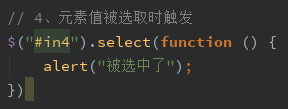 // 4、元素值被选取时触发
$("#in4").select(function () {
    alert("被选中了");
})